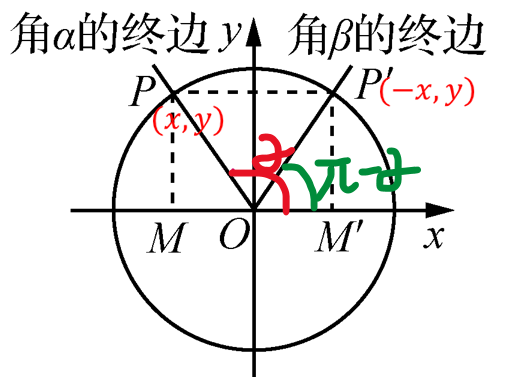 角α的终边 y 角β的终边
P P′(-x, y)
(x, y)
α π-α
M O M′ x